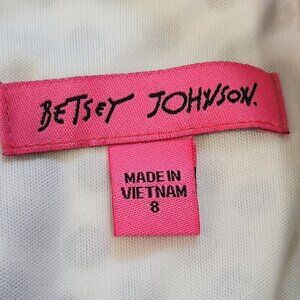 BETSEY JOHNSON.
MADE IN
VIETNAM
8